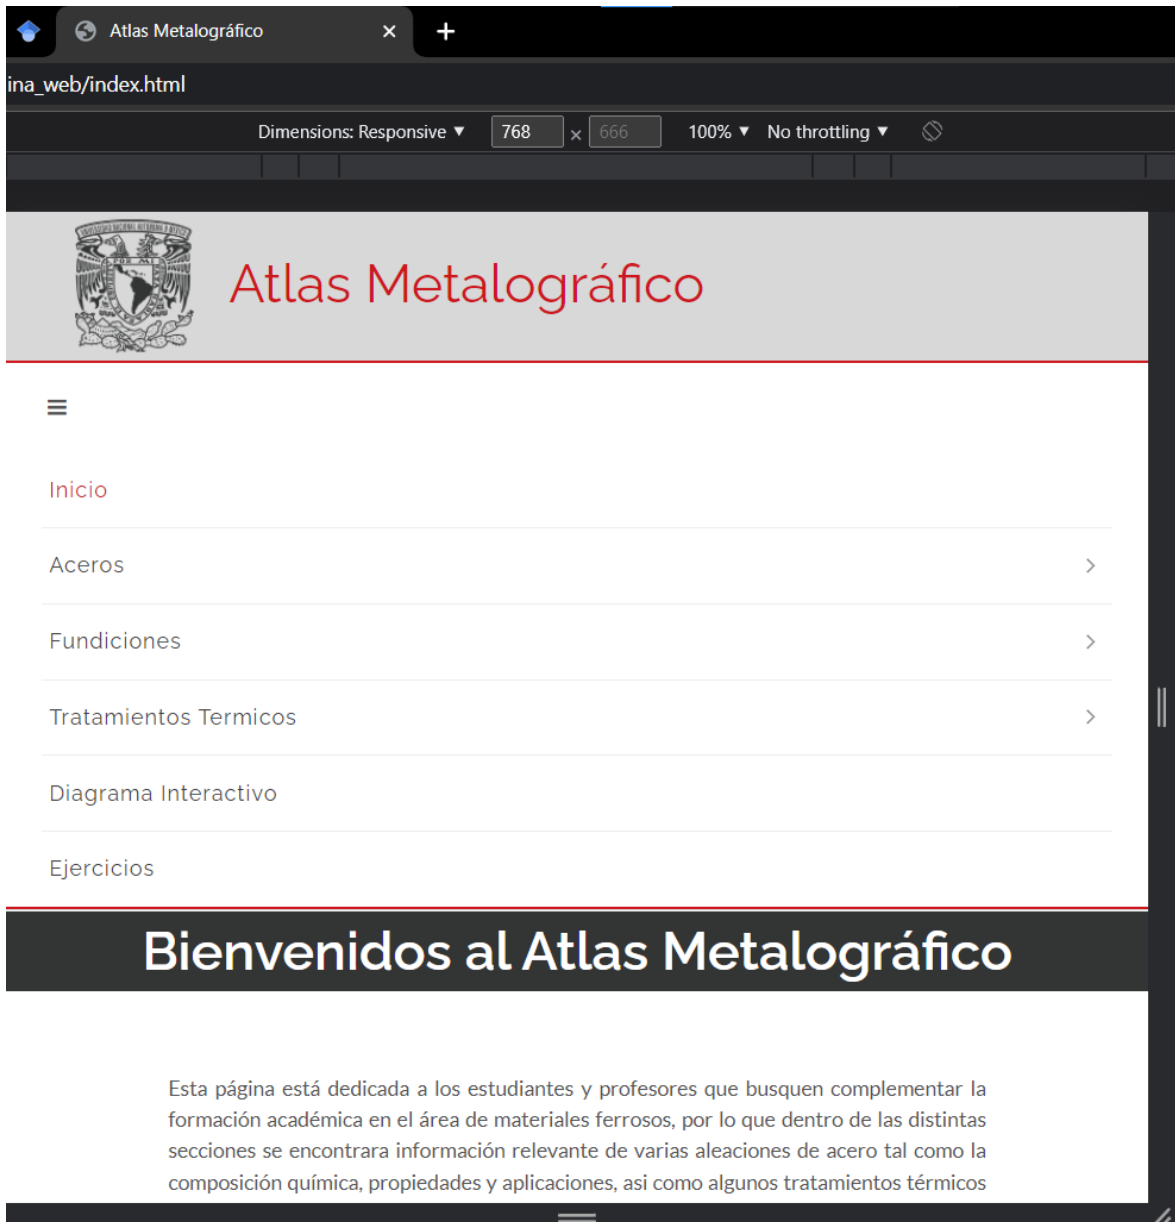 Atlas Metalográfico
ina_web/index.html
Dimensions: Responsive ▼ 768 × 666 100% ▼ No throttling ▼
POR MI
Atlas Metalográfico
Inicio
Aceros
Fundiciones
Tratamientos Termicos
Diagrama Interactivo
Ejercicios
Bienvenidos al Atlas Metalográfico
Esta página está dedicada a los estudiantes y profesores que busquen complementar la
formación académica en el área de materiales ferrosos, por lo que dentro de las distintas
secciones se encontrara información relevante de varias aleaciones de acero tal como la
composición química, propiedades y aplicaciones, asi como algunos tratamientos térmicos